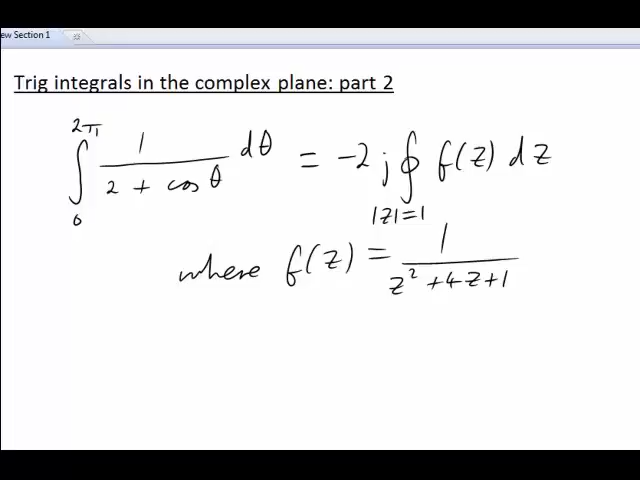 ew Section 1
Trig integrals in the complex plane: part 2
∫₀^{2π} 1/(2 + cos θ) dθ = -2 j ∮_{|z|=1} f(z) dz
where f(z) = 1/(z² + 4z + 1)